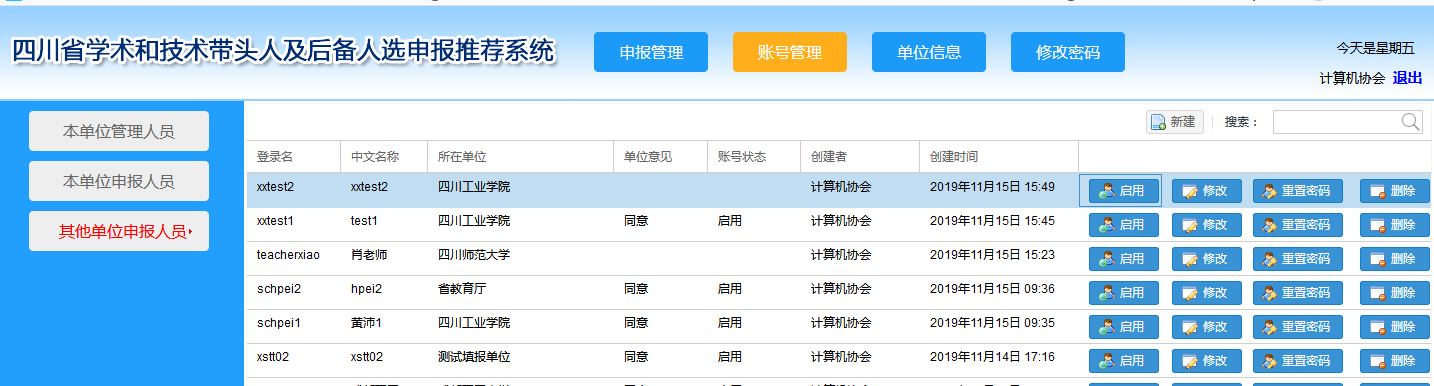 四川省学术和技术带头人及后备人选申报推荐系统 申报管理 账号管理 单位信息 修改密码 今天是星期五
计算机协会 退出
本单位管理人员
本单位申报人员
其他单位申报人员
新建 搜索：
登录名 中文名称 所在单位 单位意见 账号状态 创建者 创建时间
xxtest2 xxtest2 四川工业学院 计算机协会 2019年11月15日 15:49 启用 修改 重置密码 删除
xxtest1 test1 四川工业学院 同意 启用 计算机协会 2019年11月15日 15:45 启用 修改 重置密码 删除
teacherxiao 肖老师 四川师范大学 计算机协会 2019年11月15日 15:23 启用 修改 重置密码 删除
schpei2 hpei2 省教育厅 同意 启用 计算机协会 2019年11月15日 09:36 启用 修改 重置密码 删除
schpei1 黄沛1 四川工业学院 同意 启用 计算机协会 2019年11月15日 09:35 启用 修改 重置密码 删除
xstt02 xstt02 测试填报单位 同意 启用 计算机协会 2019年11月14日 17:16 启用 修改 重置密码 删除